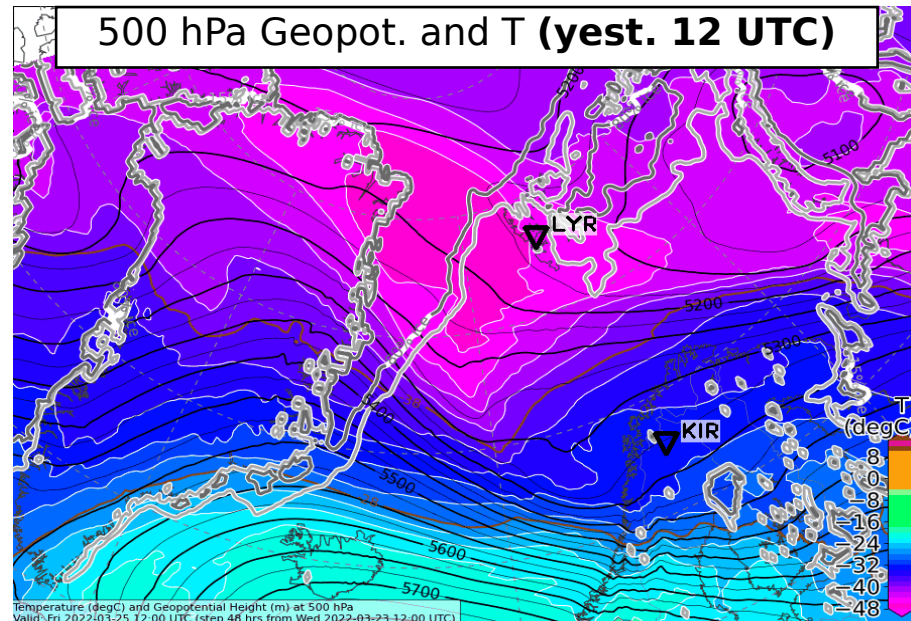 500 hPa Geopot. and T (yest. 12 UTC)
5200
5100
LYR
5200
5300
5400
KIR
T
(degC
8
0
−8
−16
−24
−32
−40
−48
5500
5600
5700
Temperature (degC) and Geopotential Height (m) at 500 hPa
Valid: Fri 2022-03-25 12:00 UTC (step 48 hrs from Wed 2022-03-23 12:00 UTC)